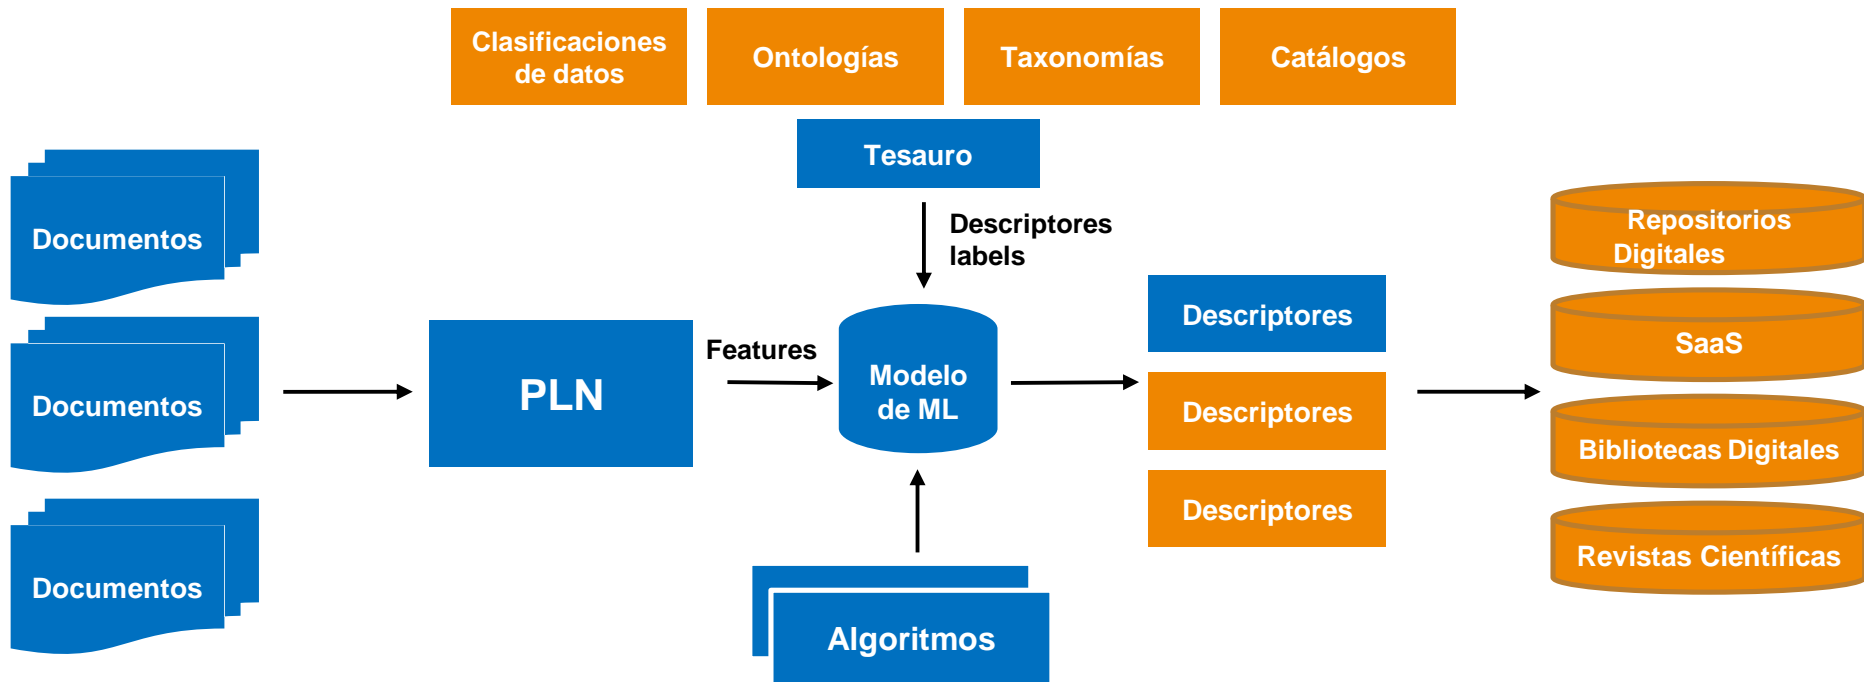 Clasificaciones
de datos
Ontologías
Taxonomías
Catálogos
Tesauro
Descriptores
labels
Documentos
Documentos
Documentos
PLN
Features
Modelo
de ML
Algoritmos
Descriptores
Descriptores
Descriptores
Repositorios
Digitales
SaaS
Bibliotecas Digitales
Revistas Científicas